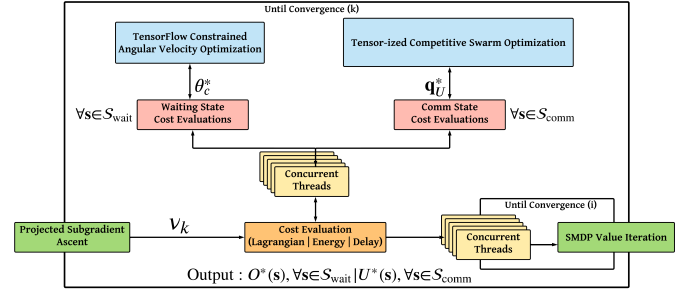 Until Convergence (k)
TensorFlow Constrained
Angular Velocity Optimization
Tensor-ized Competitive Swarm Optimization
θ*c
q*U
∀s∈𝒮wait
Waiting State
Cost Evaluations
Comm State
Cost Evaluations
∀s∈𝒮comm
Concurrent
Threads
Until Convergence (i)
Projected Subgradient
Ascent
νk
Cost Evaluation
(Lagrangian | Energy | Delay)
Concurrent
Threads
SMDP Value Iteration
Output : O*(s), ∀s∈𝒮wait | U*(s), ∀s∈𝒮comm